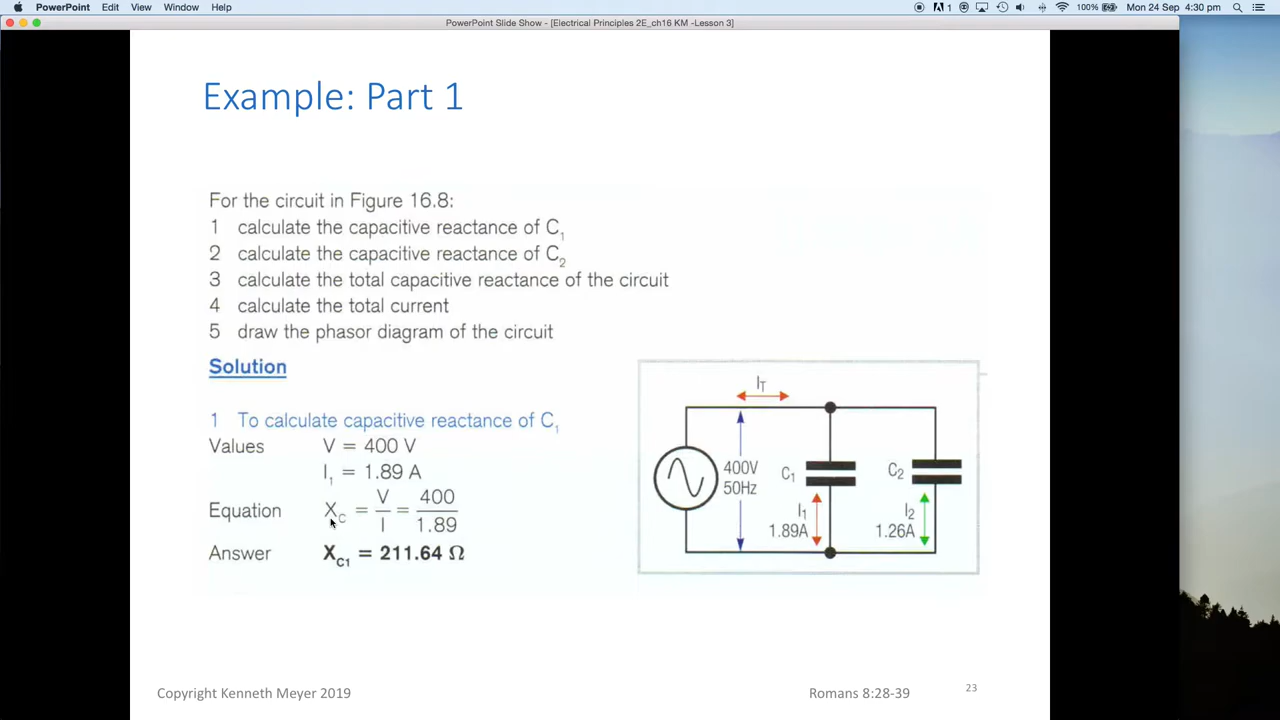 PowerPoint Edit View Window Help
1 100% Mon 24 Sep 4:30 pm
PowerPoint Slide Show - [Electrical Principles 2E_ch16 KM -Lesson 3]
Example: Part 1
For the circuit in Figure 16.8:
1 calculate the capacitive reactance of C₁
2 calculate the capacitive reactance of C₂
3 calculate the total capacitive reactance of the circuit
4 calculate the total current
5 draw the phasor diagram of the circuit
Solution
1 To calculate capacitive reactance of C₁
Values V = 400 V
I₁ = 1.89 A
Equation X_C = V/I = 400/1.89
Answer X_C1 = 211.64 Ω
I_T
400V
50Hz
C₁
C₂
I₁
1.89A
I₂
1.26A
Copyright Kenneth Meyer 2019
Romans 8:28-39
23